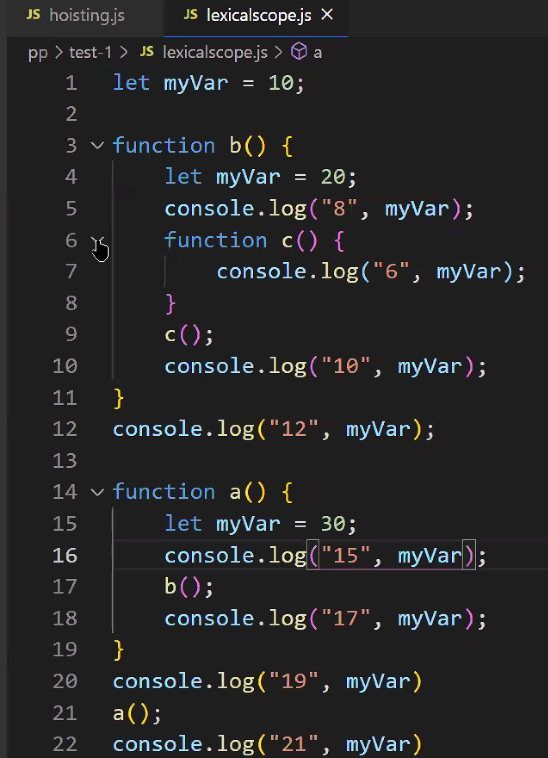 JS hoisting.js JS lexicalscope.js ×
pp > test-1 > JS lexicalscope.js > a
1 let myVar = 10;
2
3 function b() {
4     let myVar = 20;
5     console.log("8", myVar);
6     function c() {
7         console.log("6", myVar);
8     }
9     c();
10     console.log("10", myVar);
11 }
12 console.log("12", myVar);
13
14 function a() {
15     let myVar = 30;
16     console.log("15", myVar);
17     b();
18     console.log("17", myVar);
19 }
20 console.log("19", myVar)
21 a();
22 console.log("21", myVar)